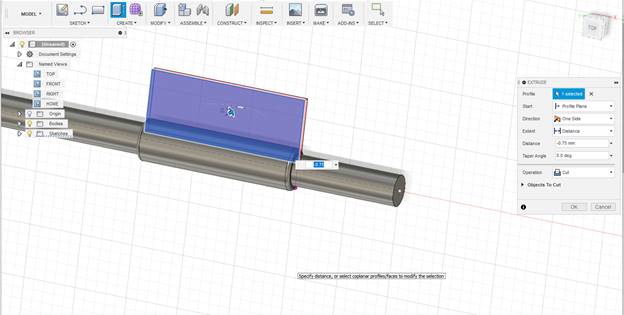 MODEL
SKETCH
CREATE
MODIFY
ASSEMBLE
CONSTRUCT
INSPECT
INSERT
MAKE
ADD-INS
SELECT
TOP
BROWSER
(Unsaved)
Document Settings
Named Views
TOP
FRONT
RIGHT
HOME
Origin
Bodies
Sketches
EXTRUDE
Profile 1 selected
Start Profile Plane
Direction One Side
Extent Distance
Distance -0.75 mm
Taper Angle 0.0 deg
Operation Cut
Objects To Cut
OK Cancel
Specify distance, or select coplanar profiles/faces to modify the selection